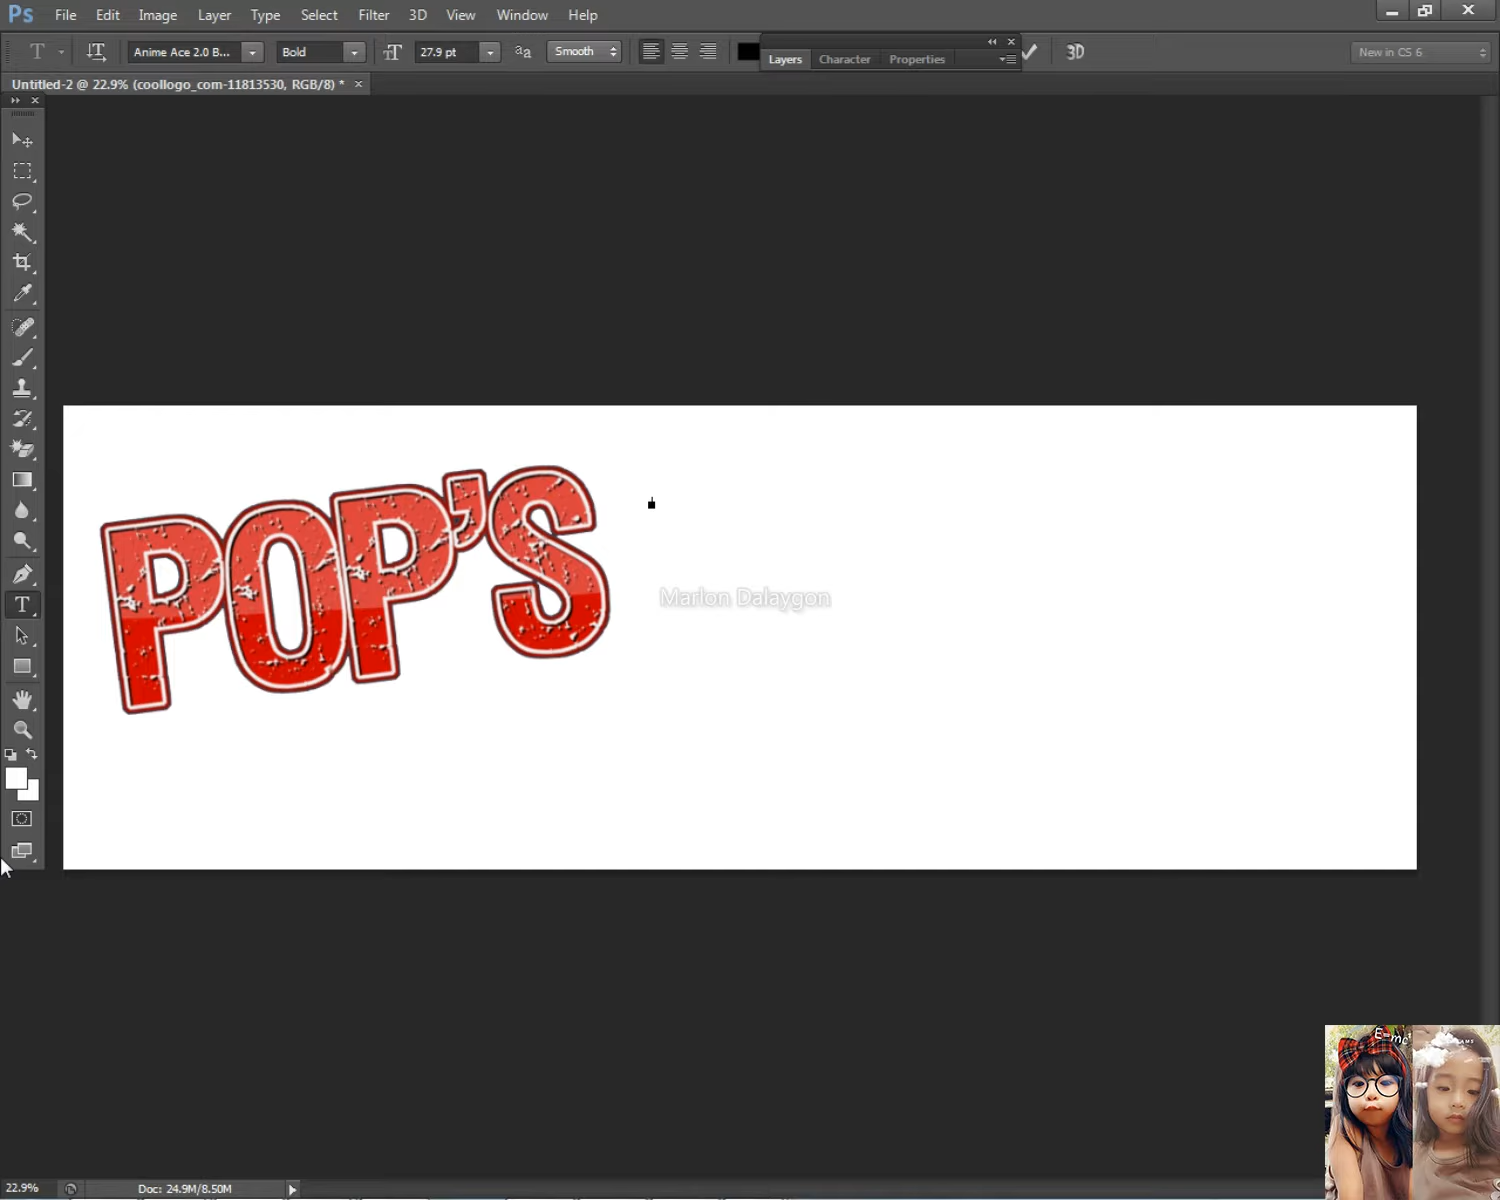 Ps File Edit Image Layer Type Select Filter 3D View Window Help
T T Anime Ace 2.0 B... Bold T 27.9 pt aa Smooth 3D New in CS 6
Layers Character Properties
Untitled-2 @ 22.9% (coollogo_com-11813530, RGB/8) * ×
POP'S
Marlon Dalaygon
T
E=mc²
22.9% Doc: 24.9M/8.50M